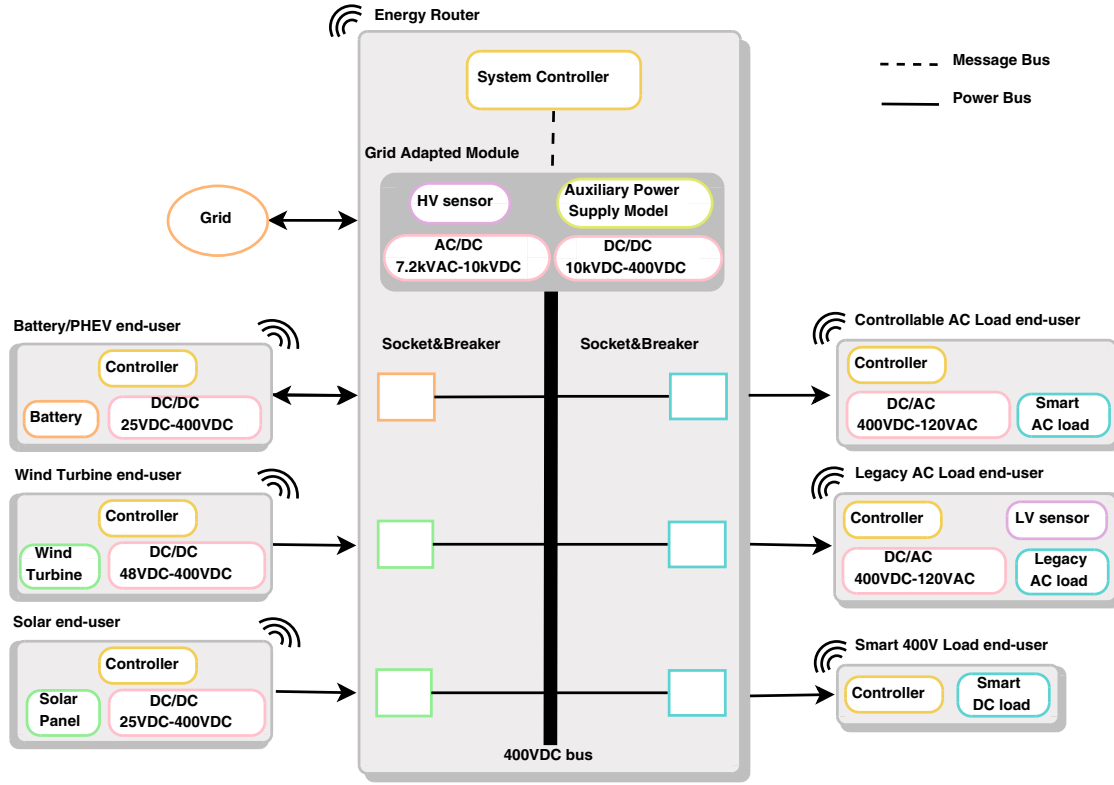 Energy Router
System Controller
Message Bus
Power Bus
Grid Adapted Module
HV sensor
Auxiliary Power
Supply Model
Grid
AC/DC
7.2kVAC-10kVDC
DC/DC
10kVDC-400VDC
Battery/PHEV end-user
Controller
Battery
DC/DC
25VDC-400VDC
Wind Turbine end-user
Controller
Wind
Turbine
DC/DC
48VDC-400VDC
Solar end-user
Controller
Solar
Panel
DC/DC
25VDC-400VDC
Socket&Breaker
Socket&Breaker
400VDC bus
Controllable AC Load end-user
Controller
DC/AC
400VDC-120VAC
Smart
AC load
Legacy AC Load end-user
Controller
LV sensor
DC/AC
400VDC-120VAC
Legacy
AC load
Smart 400V Load end-user
Controller
Smart
DC load